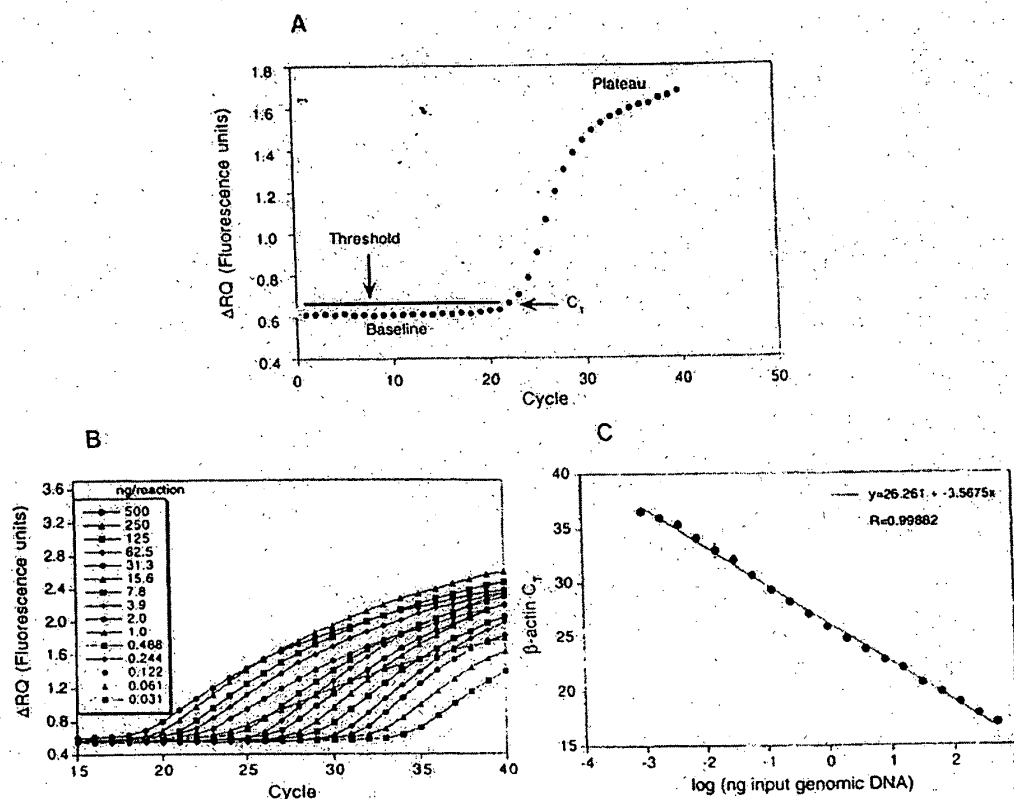 A
ΔRQ (Fluorescence units)
1.8
1.6
1.4
1.2
1.0
0.8
0.6
0.4
Plateau
Threshold
Baseline
C_T
0 10 20 30 40 50
Cycle
B
ΔRQ (Fluorescence units)
3.6
3.2
2.8
2.4
2.0
1.6
1.2
0.8
0.4
ng/reaction
500
250
125
62.5
31.3
15.6
7.8
3.9
2.0
1.0
0.488
0.244
0.122
0.061
0.031
15 20 25 30 35 40
Cycle
C
β-actin C_T
40
35
30
25
20
15
y=26.261 + -3.5675x
R=0.99882
-4 -3 -2 -1 0 1 2
log (ng input genomic DNA)